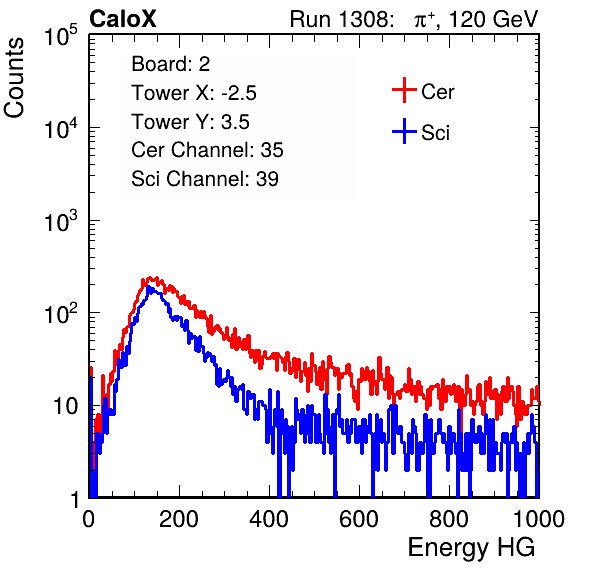 CaloX Run 1308: π⁺, 120 GeV
Counts
Board: 2
Tower X: -2.5
Tower Y: 3.5
Cer Channel: 35
Sci Channel: 39
Cer
Sci
10⁵
10⁴
10³
10²
10
1
0 200 400 600 800 1000
Energy HG